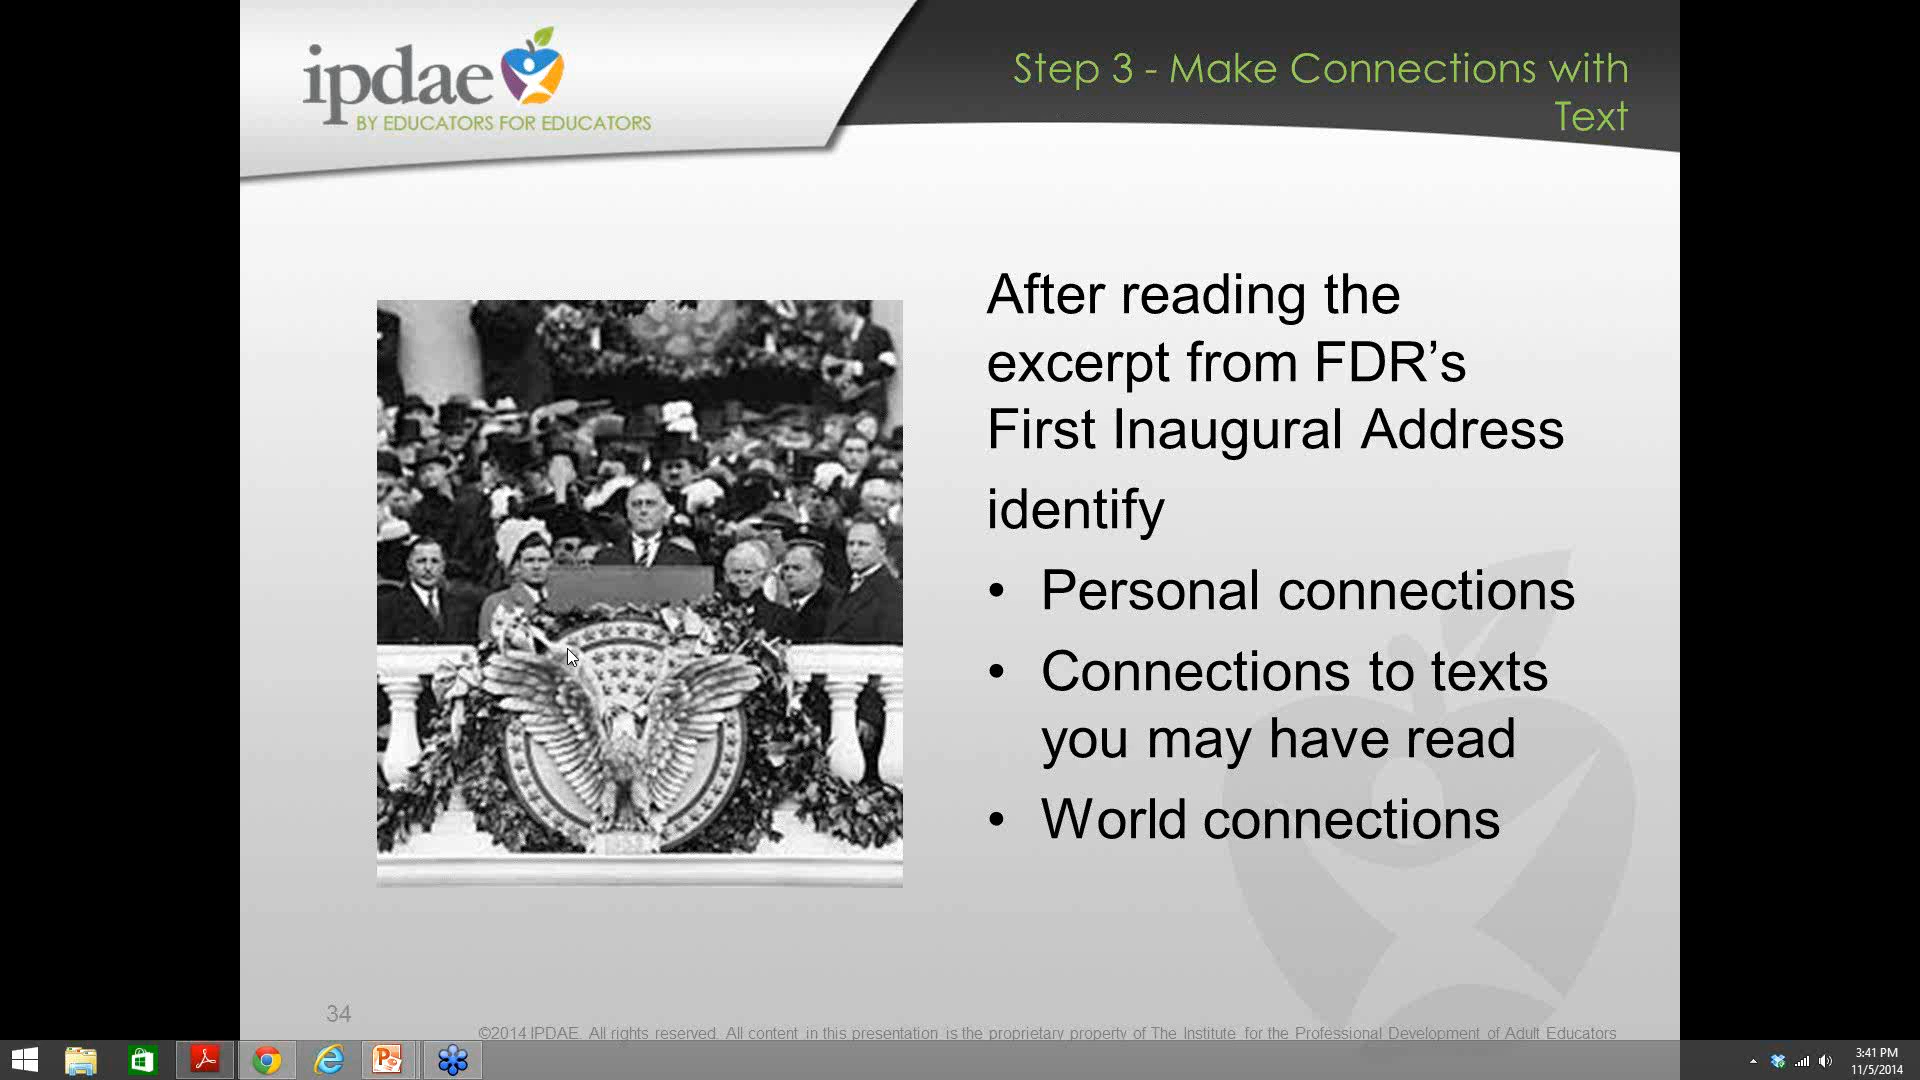 ipdae
BY EDUCATORS FOR EDUCATORS
Step 3 - Make Connections with
Text
After reading the
excerpt from FDR’s
First Inaugural Address
identify
• Personal connections
• Connections to texts
you may have read
• World connections
34
©2014 IPDAE. All rights reserved. All content in this presentation is the proprietary property of The Institute for the Professional Development of Adult Educators
3:41 PM
11/5/2014